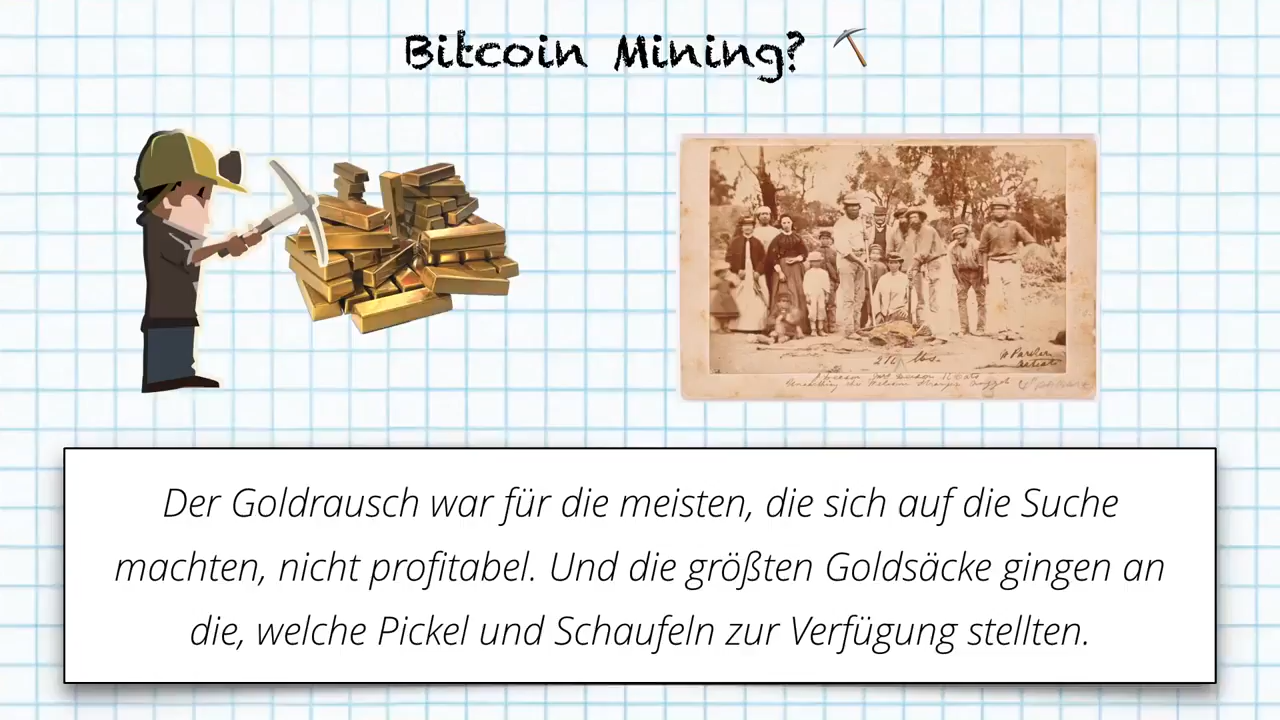 Bitcoin Mining?
Der Goldrausch war für die meisten, die sich auf die Suche
machten, nicht profitabel. Und die größten Goldsäcke gingen an
die, welche Pickel und Schaufeln zur Verfügung stellten.